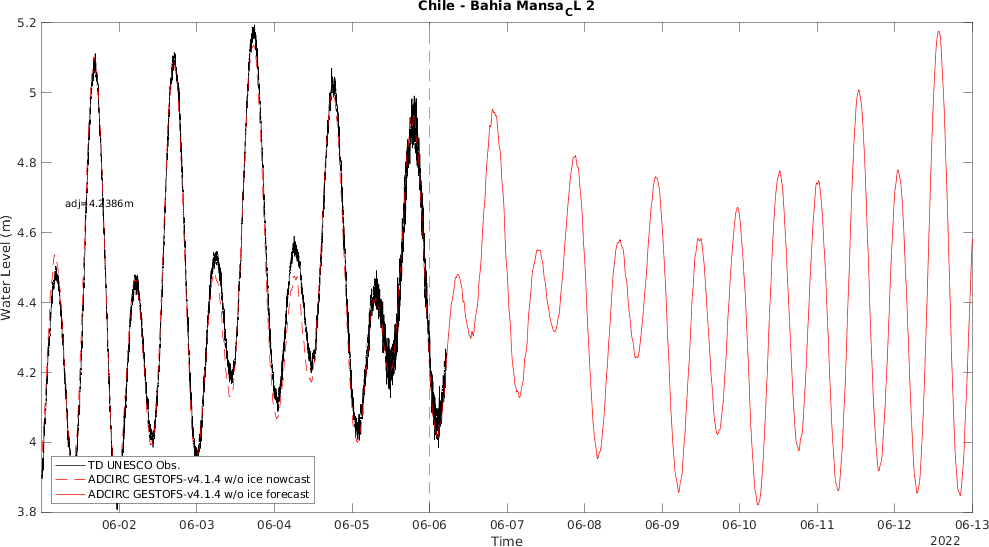 Chile - Bahia Mansa_CL 2
5.2
5
4.8
4.6
4.4
4.2
4
3.8
Water Level (m)
adj=4.2386m
TD UNESCO Obs.
ADCIRC GESTOFS-v4.1.4 w/o ice nowcast
ADCIRC GESTOFS-v4.1.4 w/o ice forecast
06-02 06-03 06-04 06-05 06-06 06-07 06-08 06-09 06-10 06-11 06-12 06-13
Time
2022